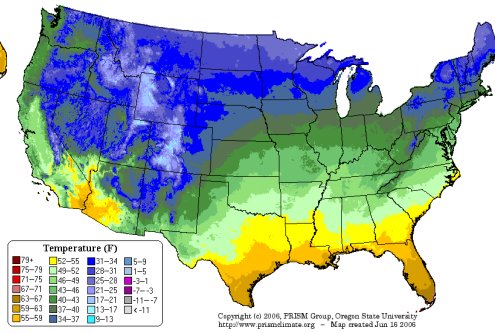 Temperature (F)
79+ 52-55 31-34 5-9
75-79 49-52 28-31 1-5
71-75 46-49 25-28 -3-1
67-71 43-46 21-25 -7--3
63-67 40-43 17-21 -11--7
59-63 37-40 13-17 < -11
55-59 34-37 9-13
Copyright (c) 2006, PRISM Group, Oregon State University
http://www.prismclimate.org - Map created Jun 16 2006